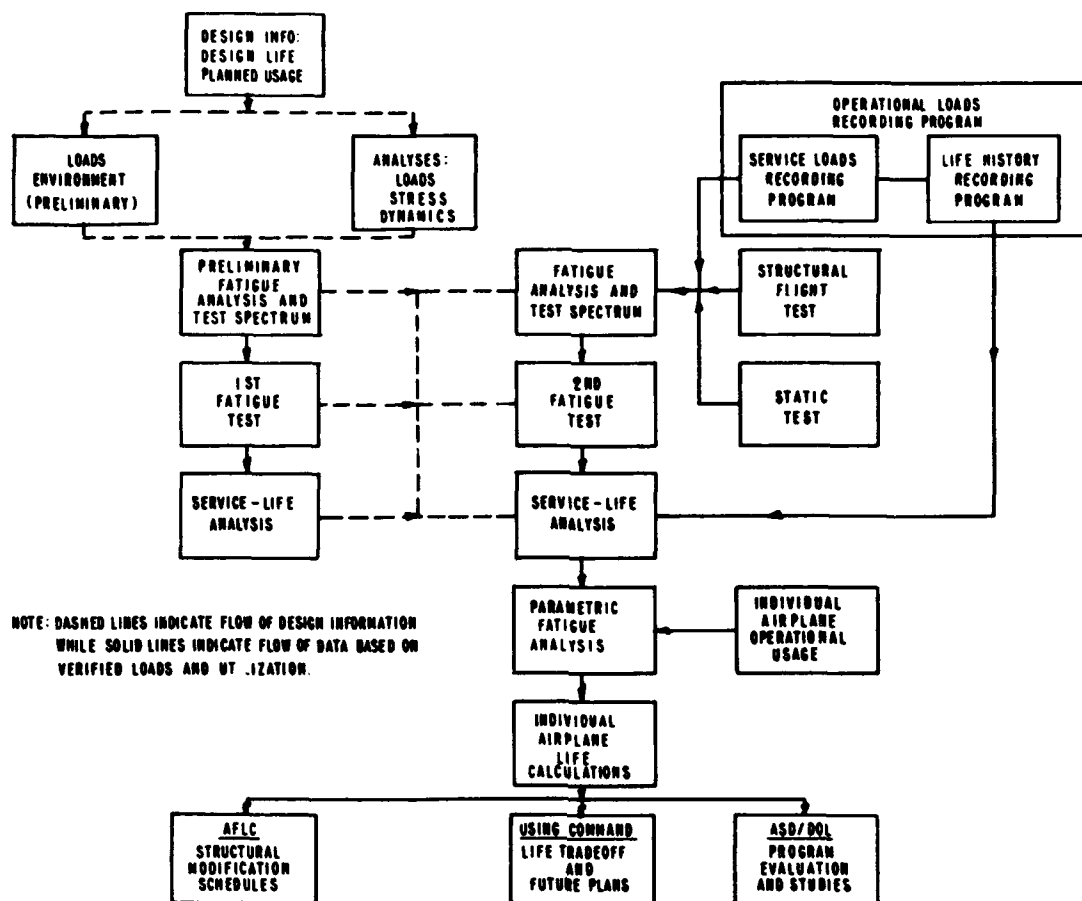 DESIGN INFO:
DESIGN LIFE
PLANNED USAGE
OPERATIONAL LOADS
RECORDING PROGRAM
LOADS
ENVIRONMENT
(PRELIMINARY)
ANALYSES:
LOADS
STRESS
DYNAMICS
SERVICE LOADS
RECORDING
PROGRAM
LIFE HISTORY
RECORDING
PROGRAM
PRELIMINARY
FATIGUE
ANALYSIS AND
TEST SPECTRUM
FATIGUE
ANALYSIS AND
TEST SPECTRUM
STRUCTURAL
FLIGHT
TEST
1ST
FATIGUE
TEST
2ND
FATIGUE
TEST
STATIC
TEST
SERVICE-LIFE
ANALYSIS
SERVICE-LIFE
ANALYSIS
PARAMETRIC
FATIGUE
ANALYSIS
INDIVIDUAL
AIRPLANE
OPERATIONAL
USAGE
NOTE: DASHED LINES INDICATE FLOW OF DESIGN INFORMATION
WHILE SOLID LINES INDICATE FLOW OF DATA BASED ON
VERIFIED LOADS AND UT .IZATION.
INDIVIDUAL
AIRPLANE
LIFE
CALCULATIONS
AFLC
STRUCTURAL
MODIFICATION
SCHEDULES
USING COMMAND
LIFE TRADEOFF
AND
FUTURE PLANS
ASD/DOL
PROGRAM
EVALUATION
AND STUDIES